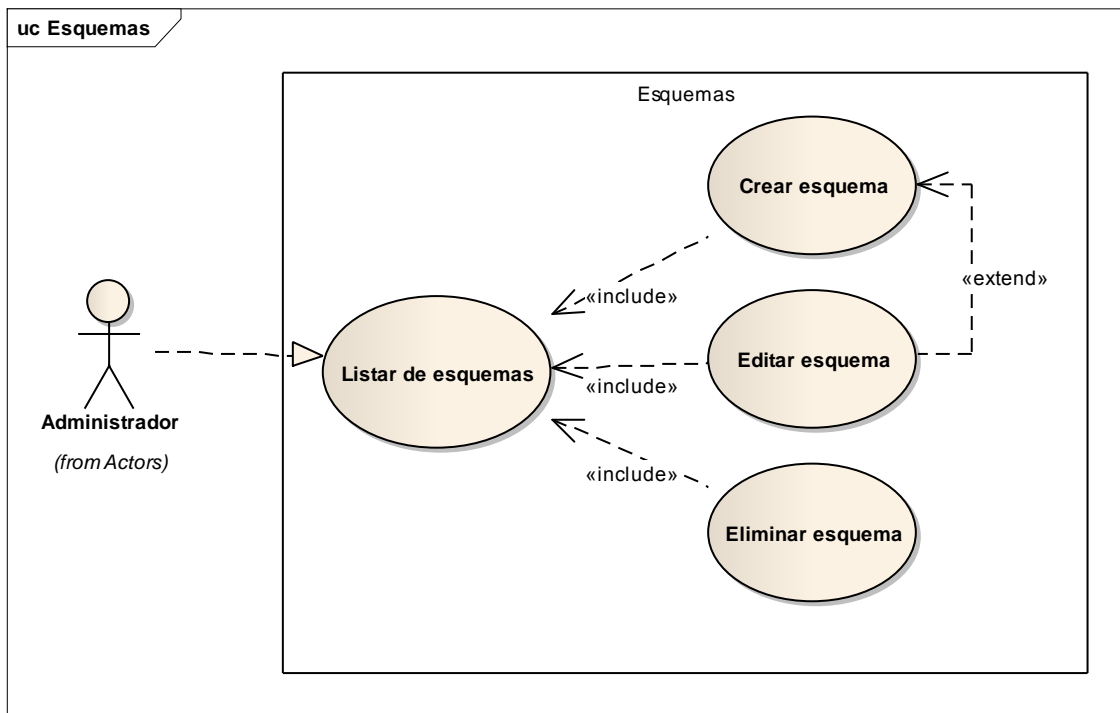 uc Esquemas
Esquemas
Crear esquema
«include»
«extend»
Listar de esquemas
«include»
Editar esquema
Administrador
(from Actors)
«include»
Eliminar esquema